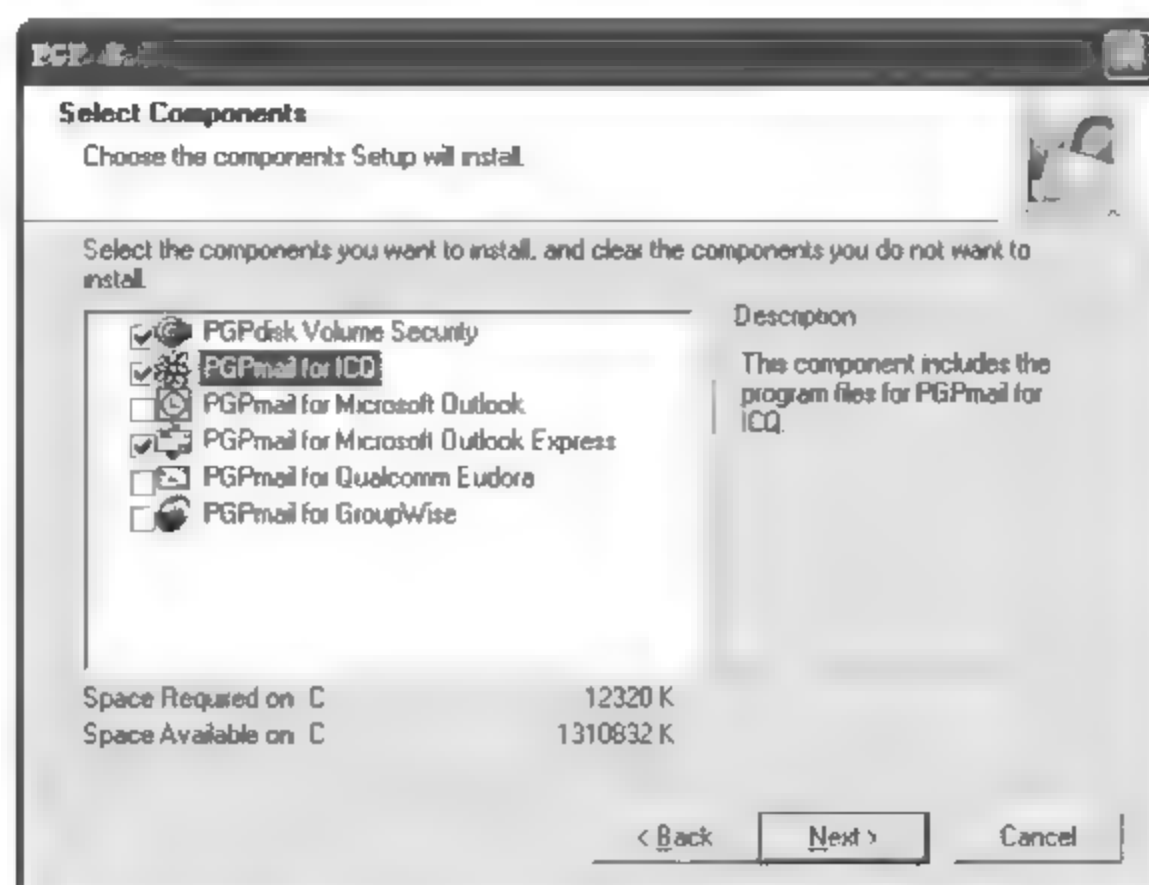 Select Components
Choose the components Setup will install.
Select the components you want to install, and clear the components you do not want to
install.
PGPdisk Volume Security
PGPmail for ICQ
PGPmail for Microsoft Outlook
PGPmail for Microsoft Outlook Express
PGPmail for Qualcomm Eudora
PGPmail for GroupWise
Description
This component includes the
program files for PGPmail for
ICQ.
Space Required on C 12320 K
Space Available on C 1310832 K
< Back Next > Cancel